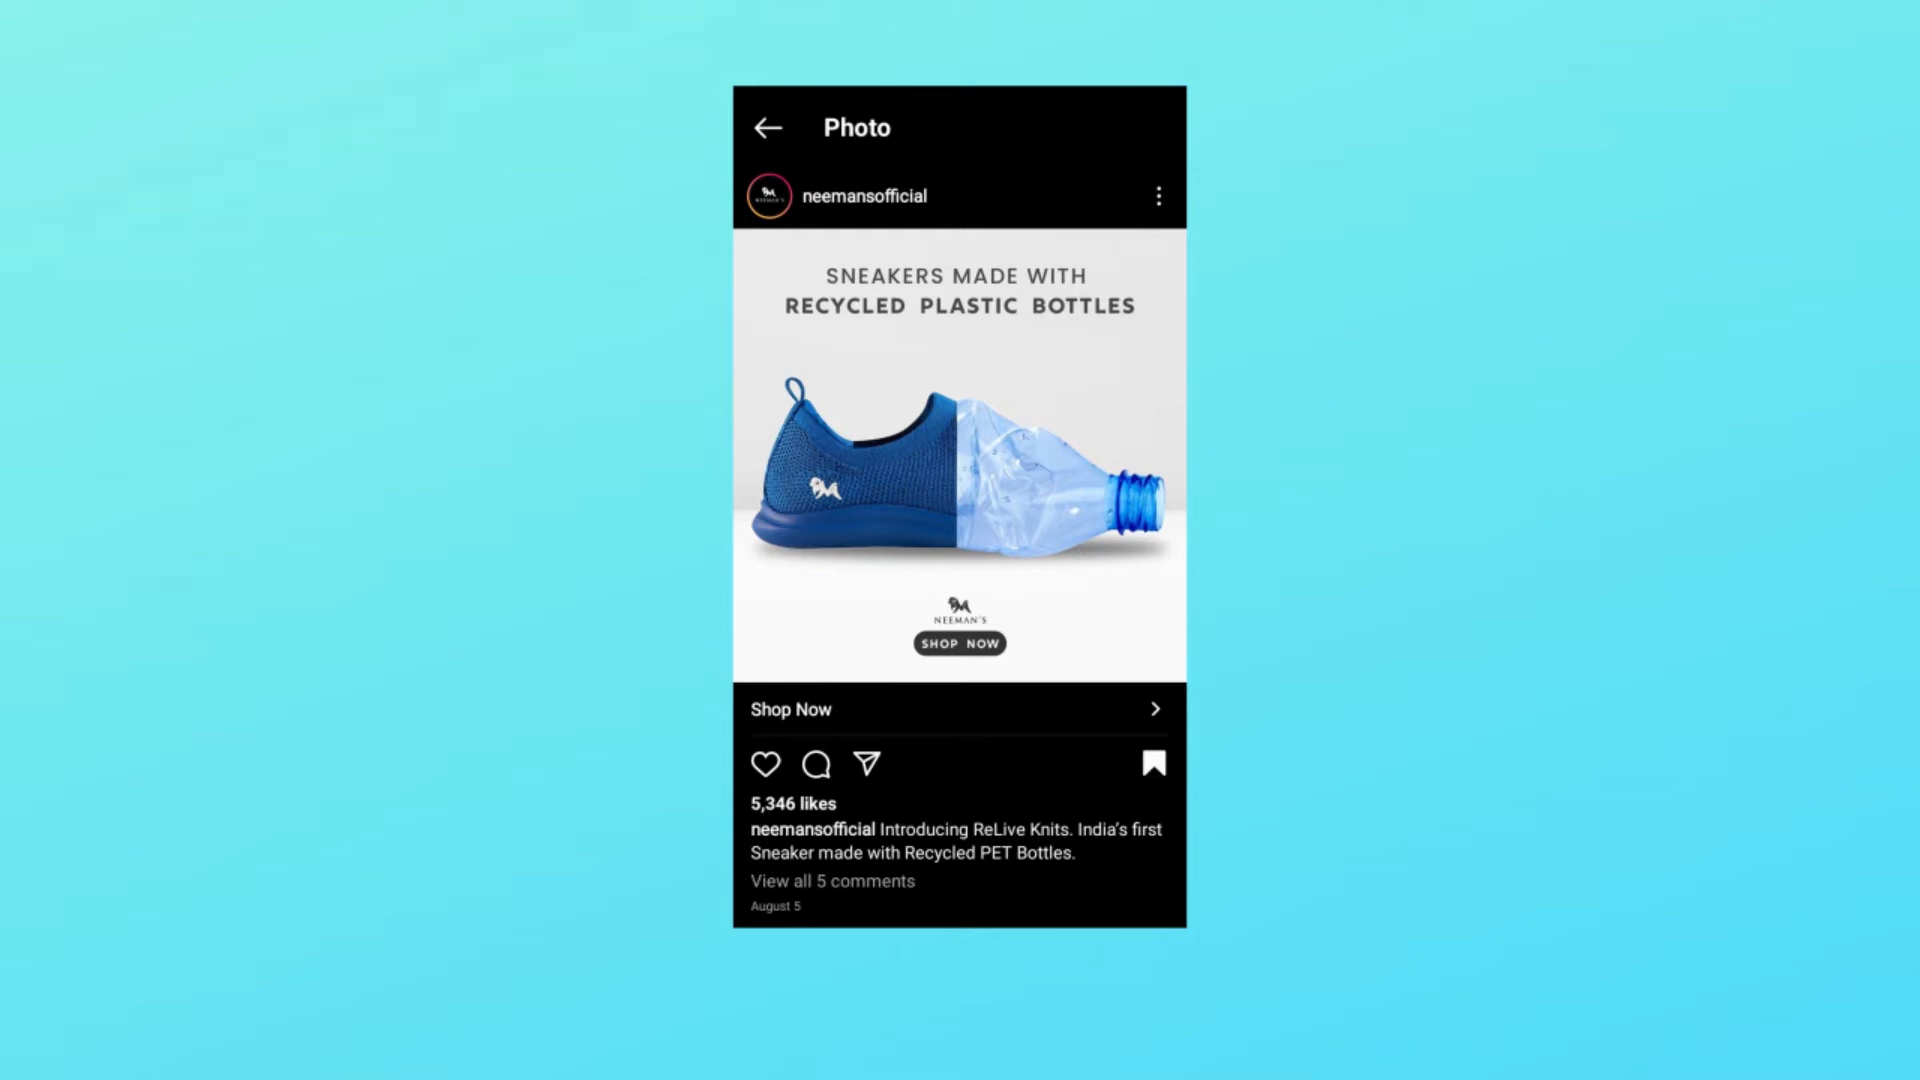 Photo
neemansofficial
SNEAKERS MADE WITH
RECYCLED PLASTIC BOTTLES
NEEMAN'S
SHOP NOW
Shop Now
5,346 likes
neemansofficial Introducing ReLive Knits. India’s first
Sneaker made with Recycled PET Bottles.
View all 5 comments
August 5